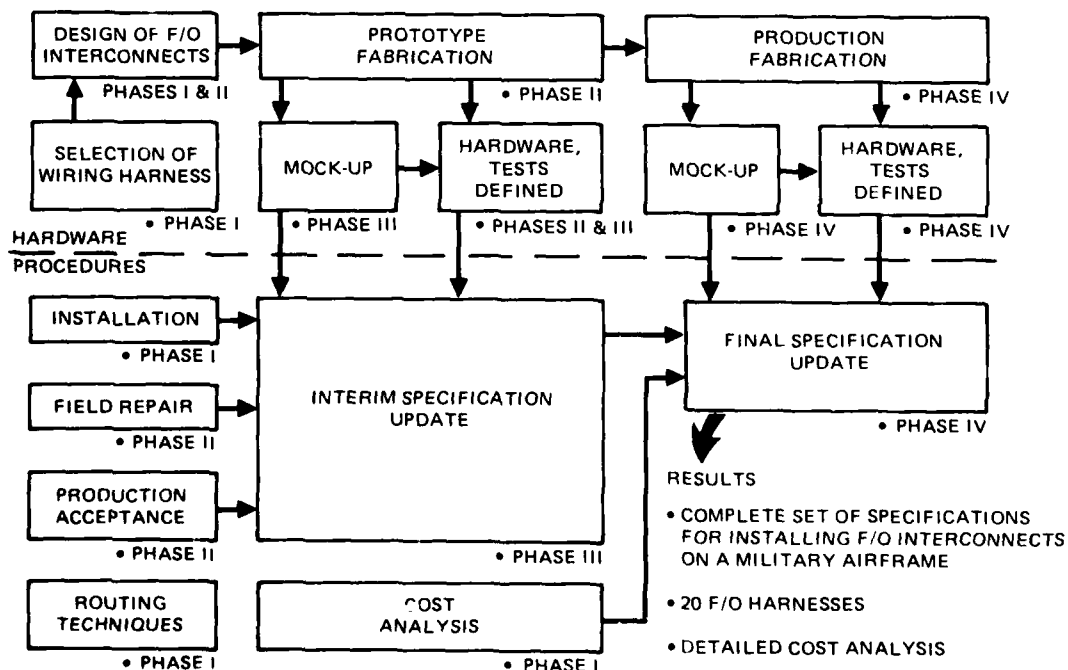 DESIGN OF F/O
INTERCONNECTS
PHASES I & II
PROTOTYPE
FABRICATION
• PHASE II
PRODUCTION
FABRICATION
• PHASE IV
SELECTION OF
WIRING HARNESS
• PHASE I
MOCK-UP
• PHASE III
HARDWARE,
TESTS
DEFINED
• PHASES II & III
MOCK-UP
• PHASE IV
HARDWARE,
TESTS
DEFINED
• PHASE IV
HARDWARE
PROCEDURES
INSTALLATION
• PHASE I
FIELD REPAIR
• PHASE II
PRODUCTION
ACCEPTANCE
• PHASE II
ROUTING
TECHNIQUES
• PHASE I
INTERIM SPECIFICATION
UPDATE
• PHASE III
COST
ANALYSIS
• PHASE I
FINAL SPECIFICATION
UPDATE
• PHASE IV
RESULTS
• COMPLETE SET OF SPECIFICATIONS
FOR INSTALLING F/O INTERCONNECTS
ON A MILITARY AIRFRAME
• 20 F/O HARNESSES
• DETAILED COST ANALYSIS